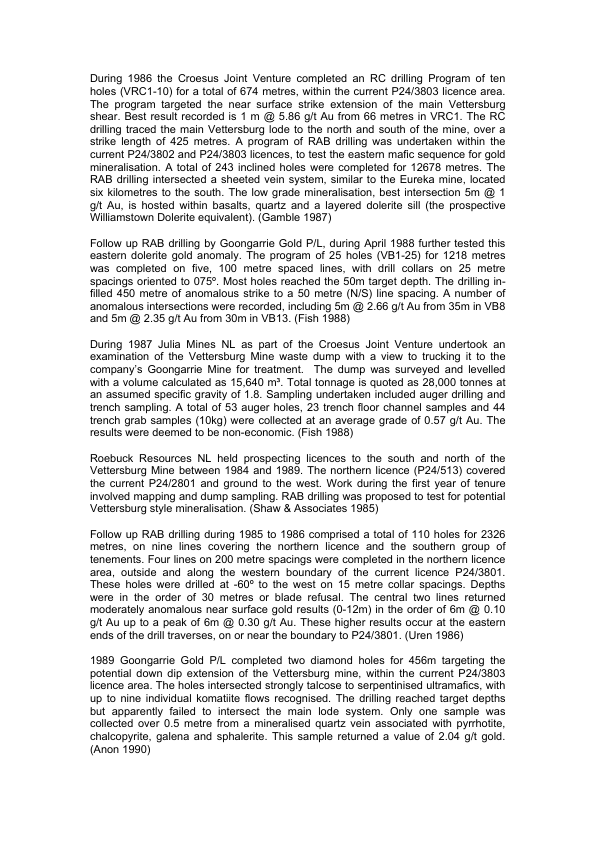 During 1986 the Croesus Joint Venture completed an RC drilling Program of ten
holes (VRC1-10) for a total of 674 metres, within the current P24/3803 licence area.
The program targeted the near surface strike extension of the main Vettersburg
shear. Best result recorded is 1 m @ 5.86 g/t Au from 66 metres in VRC1. The RC
drilling traced the main Vettersburg lode to the north and south of the mine, over a
strike length of 425 metres. A program of RAB drilling was undertaken within the
current P24/3802 and P24/3803 licences, to test the eastern mafic sequence for gold
mineralisation. A total of 243 inclined holes were completed for 12678 metres. The
RAB drilling intersected a sheeted vein system, similar to the Eureka mine, located
six kilometres to the south. The low grade mineralisation, best intersection 5m @ 1
g/t Au, is hosted within basalts, quartz and a layered dolerite sill (the prospective
Williamstown Dolerite equivalent). (Gamble 1987)
Follow up RAB drilling by Goongarrie Gold P/L, during April 1988 further tested this
eastern dolerite gold anomaly. The program of 25 holes (VB1-25) for 1218 metres
was completed on five, 100 metre spaced lines, with drill collars on 25 metre
spacings oriented to 075º. Most holes reached the 50m target depth. The drilling in-
filled 450 metre of anomalous strike to a 50 metre (N/S) line spacing. A number of
anomalous intersections were recorded, including 5m @ 2.66 g/t Au from 35m in VB8
and 5m @ 2.35 g/t Au from 30m in VB13. (Fish 1988)
During 1987 Julia Mines NL as part of the Croesus Joint Venture undertook an
examination of the Vettersburg Mine waste dump with a view to trucking it to the
company's Goongarrie Mine for treatment. The dump was surveyed and levelled
with a volume calculated as 15,640 m³. Total tonnage is quoted as 28,000 tonnes at
an assumed specific gravity of 1.8. Sampling undertaken included auger drilling and
trench sampling. A total of 53 auger holes, 23 trench floor channel samples and 44
trench grab samples (10kg) were collected at an average grade of 0.57 g/t Au. The
results were deemed to be non-economic. (Fish 1988)
Roebuck Resources NL held prospecting licences to the south and north of the
Vettersburg Mine between 1984 and 1989. The northern licence (P24/513) covered
the current P24/2801 and ground to the west. Work during the first year of tenure
involved mapping and dump sampling. RAB drilling was proposed to test for potential
Vettersburg style mineralisation. (Shaw & Associates 1985)
Follow up RAB drilling during 1985 to 1986 comprised a total of 110 holes for 2326
metres, on nine lines covering the northern licence and the southern group of
tenements. Four lines on 200 metre spacings were completed in the northern licence
area, outside and along the western boundary of the current licence P24/3801.
These holes were drilled at -60º to the west on 15 metre collar spacings. Depths
were in the order of 30 metres or blade refusal. The central two lines returned
moderately anomalous near surface gold results (0-12m) in the order of 6m @ 0.10
g/t Au up to a peak of 6m @ 0.30 g/t Au. These higher results occur at the eastern
ends of the drill traverses, on or near the boundary to P24/3801. (Uren 1986)
1989 Goongarrie Gold P/L completed two diamond holes for 456m targeting the
potential down dip extension of the Vettersburg mine, within the current P24/3803
licence area. The holes intersected strongly talcose to serpentinised ultramafics, with
up to nine individual komatiite flows recognised. The drilling reached target depths
but apparently failed to intersect the main lode system. Only one sample was
collected over 0.5 metre from a mineralised quartz vein associated with pyrrhotite,
chalcopyrite, galena and sphalerite. This sample returned a value of 2.04 g/t gold.
(Anon 1990)